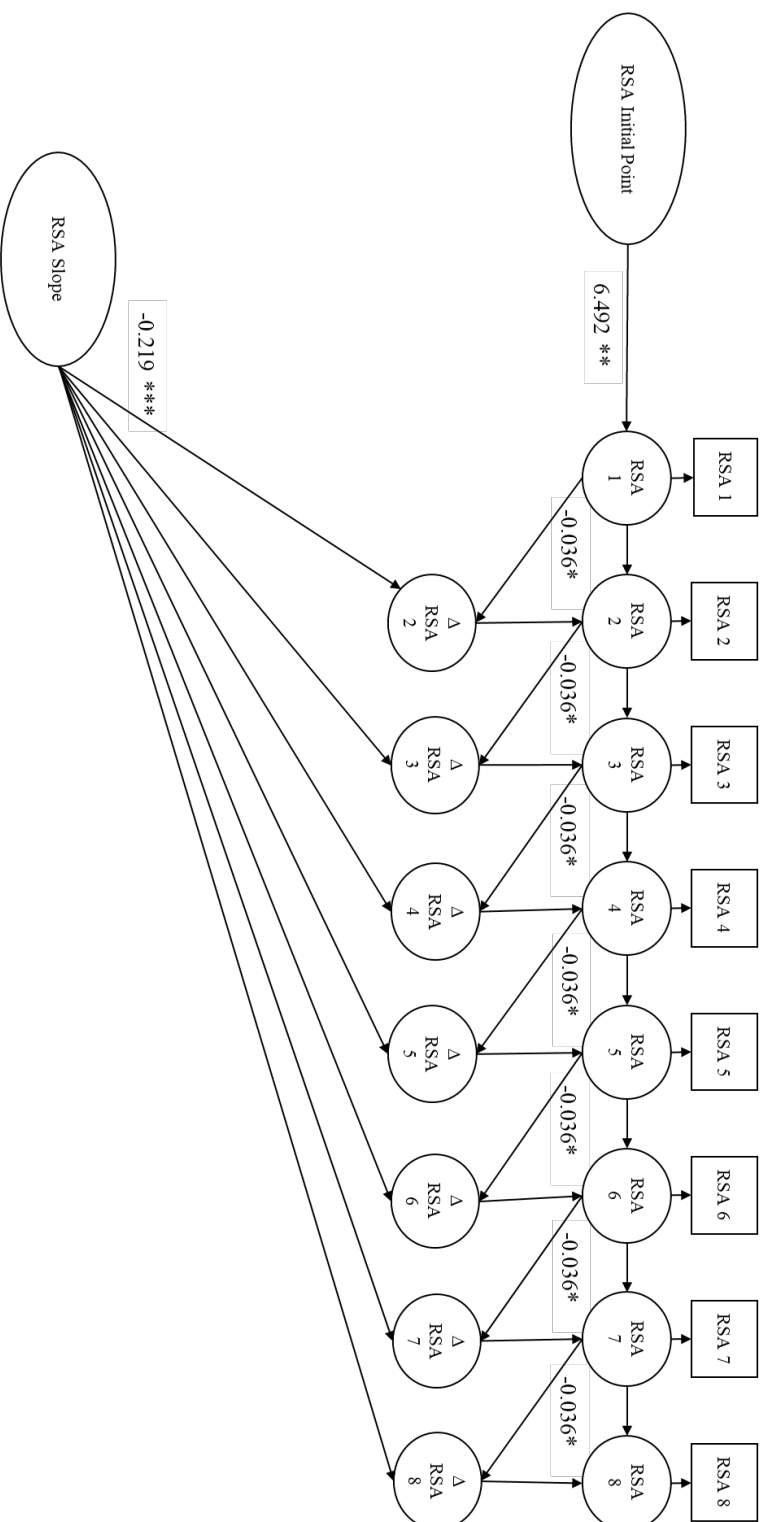 RSA 1
RSA 2
RSA 3
RSA 4
RSA 5
RSA 6
RSA 7
RSA 8
RSA Initial Point
6.492 **
RSA
1
RSA
2
RSA
3
RSA
4
RSA
5
RSA
6
RSA
7
RSA
8
-0.036*
-0.036*
-0.036*
-0.036*
-0.036*
-0.036*
-0.036*
Δ
RSA
2
Δ
RSA
3
Δ
RSA
4
Δ
RSA
5
Δ
RSA
6
Δ
RSA
7
Δ
RSA
8
-0.219 ***
RSA Slope